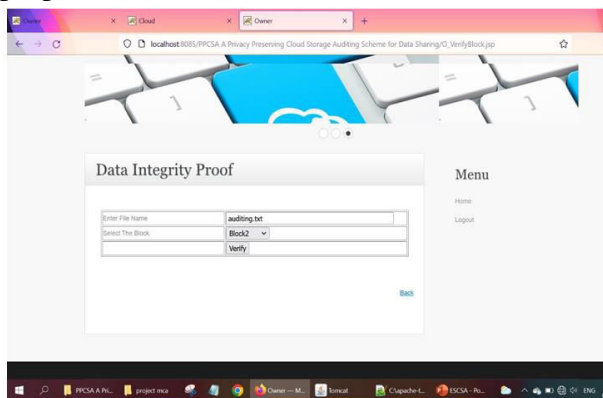 Owner
Cloud
Owner
localhost:8085/PPCSA A Privacy Preserving Cloud Storage Auditing Scheme for Data Sharing/O_VerifyBlock.jsp
Data Integrity Proof
Menu
Enter File Name auditing.txt
Home
Select The Block Block2
Logout
Verify
Back
PPCSA A Pri... project mca Owner — M... Tomcat C:\apache-t... ESCSA - Po... ENG